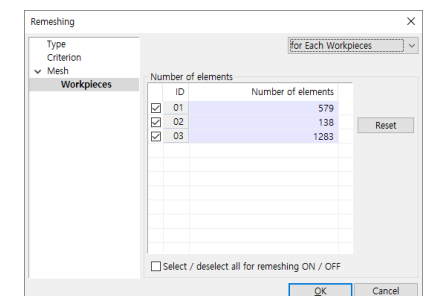 Remeshing
Type
Criterion
Mesh
Workpieces
for Each Workpieces
Number of elements
ID Number of elements
01 579
02 138
03 1283
Reset
Select / deselect all for remeshing ON / OFF
OK Cancel